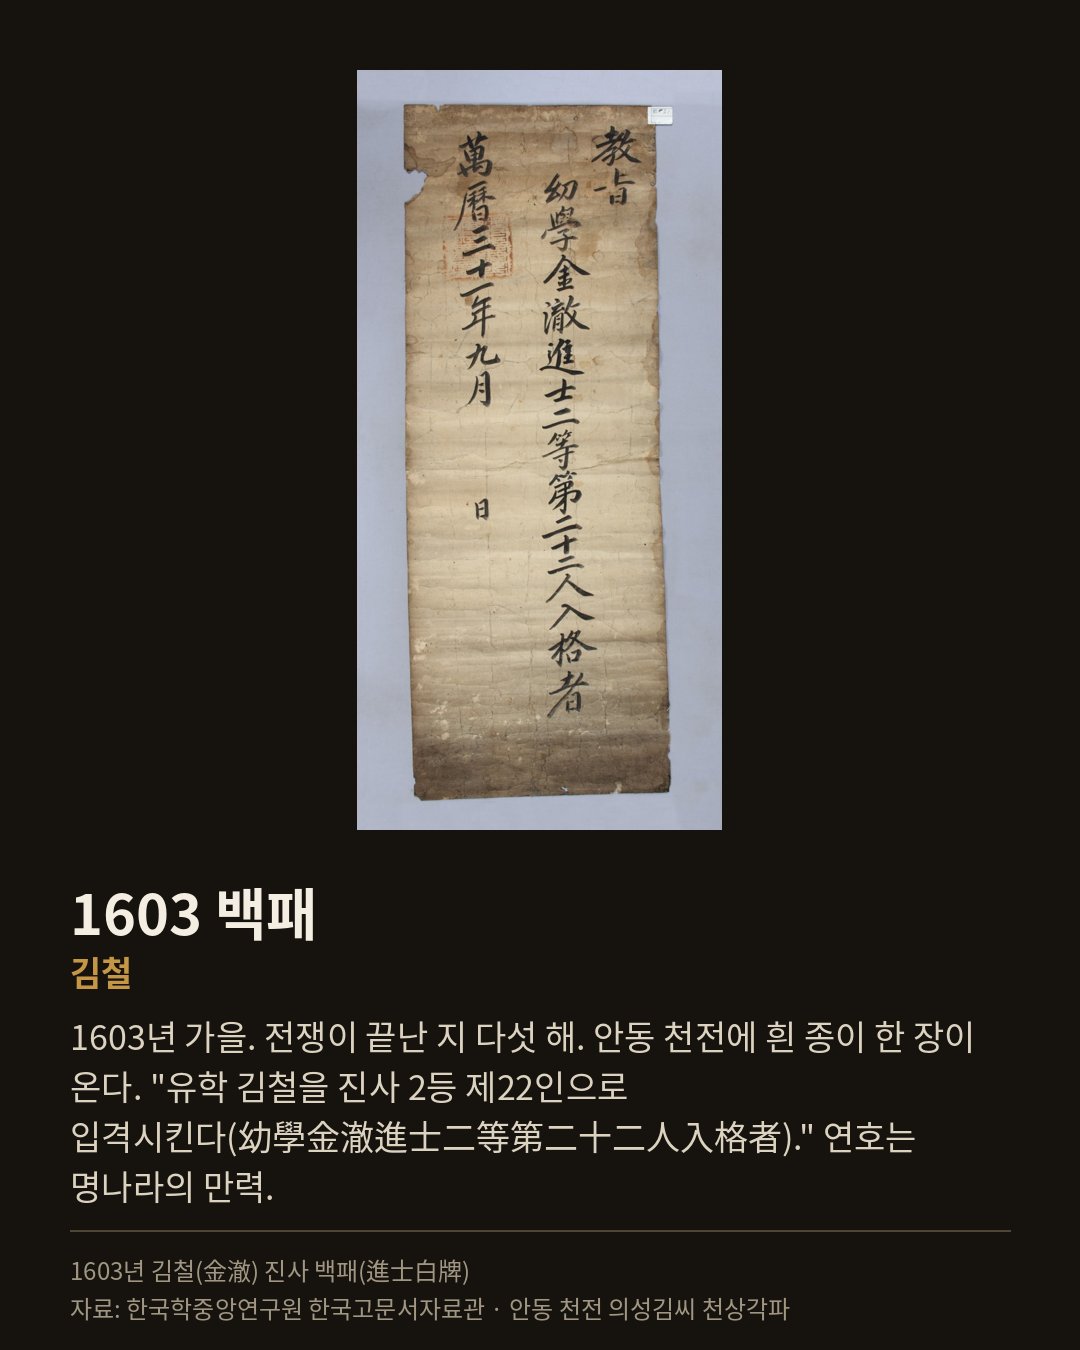 敎旨
幼學金澈進士二等第二十二人入格者
萬曆三十一年九月 日
1603 백패
김철
1603년 가을. 전쟁이 끝난 지 다섯 해. 안동 천전에 흰 종이 한 장이
온다. "유학 김철을 진사 2등 제22인으로
입격시킨다(幼學金澈進士二等第二十二人入格者)." 연호는
명나라의 만력.
1603년 김철(金澈) 진사 백패(進士白牌)
자료: 한국학중앙연구원 한국고문서자료관 · 안동 천전 의성김씨 천상각파